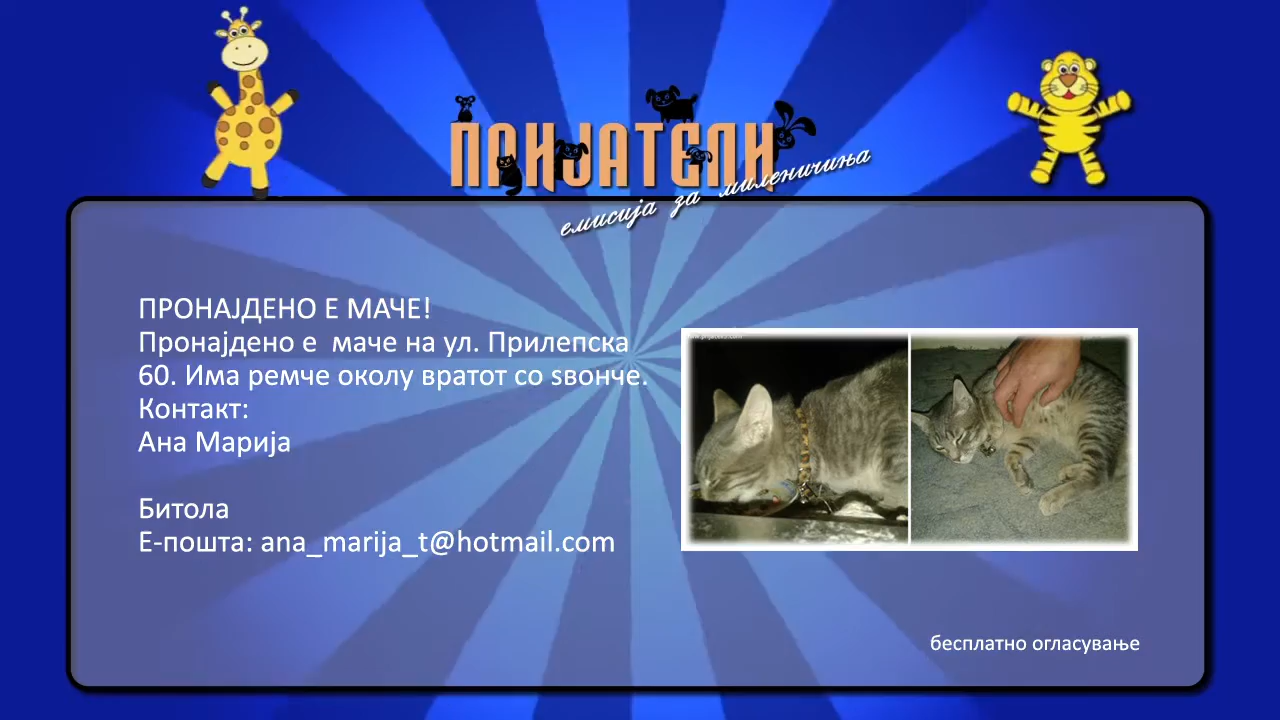 ПРИЈАТЕЛИ
емисија за миленичиња
ПРОНАЈДЕНО Е МАЧЕ!
Пронајдено е маче на ул. Прилепска
60. Има ремче околу вратот со ѕвонче.
Контакт:
Ана Марија
Битола
Е-пошта: ana_marija_t@hotmail.com
бесплатно огласување